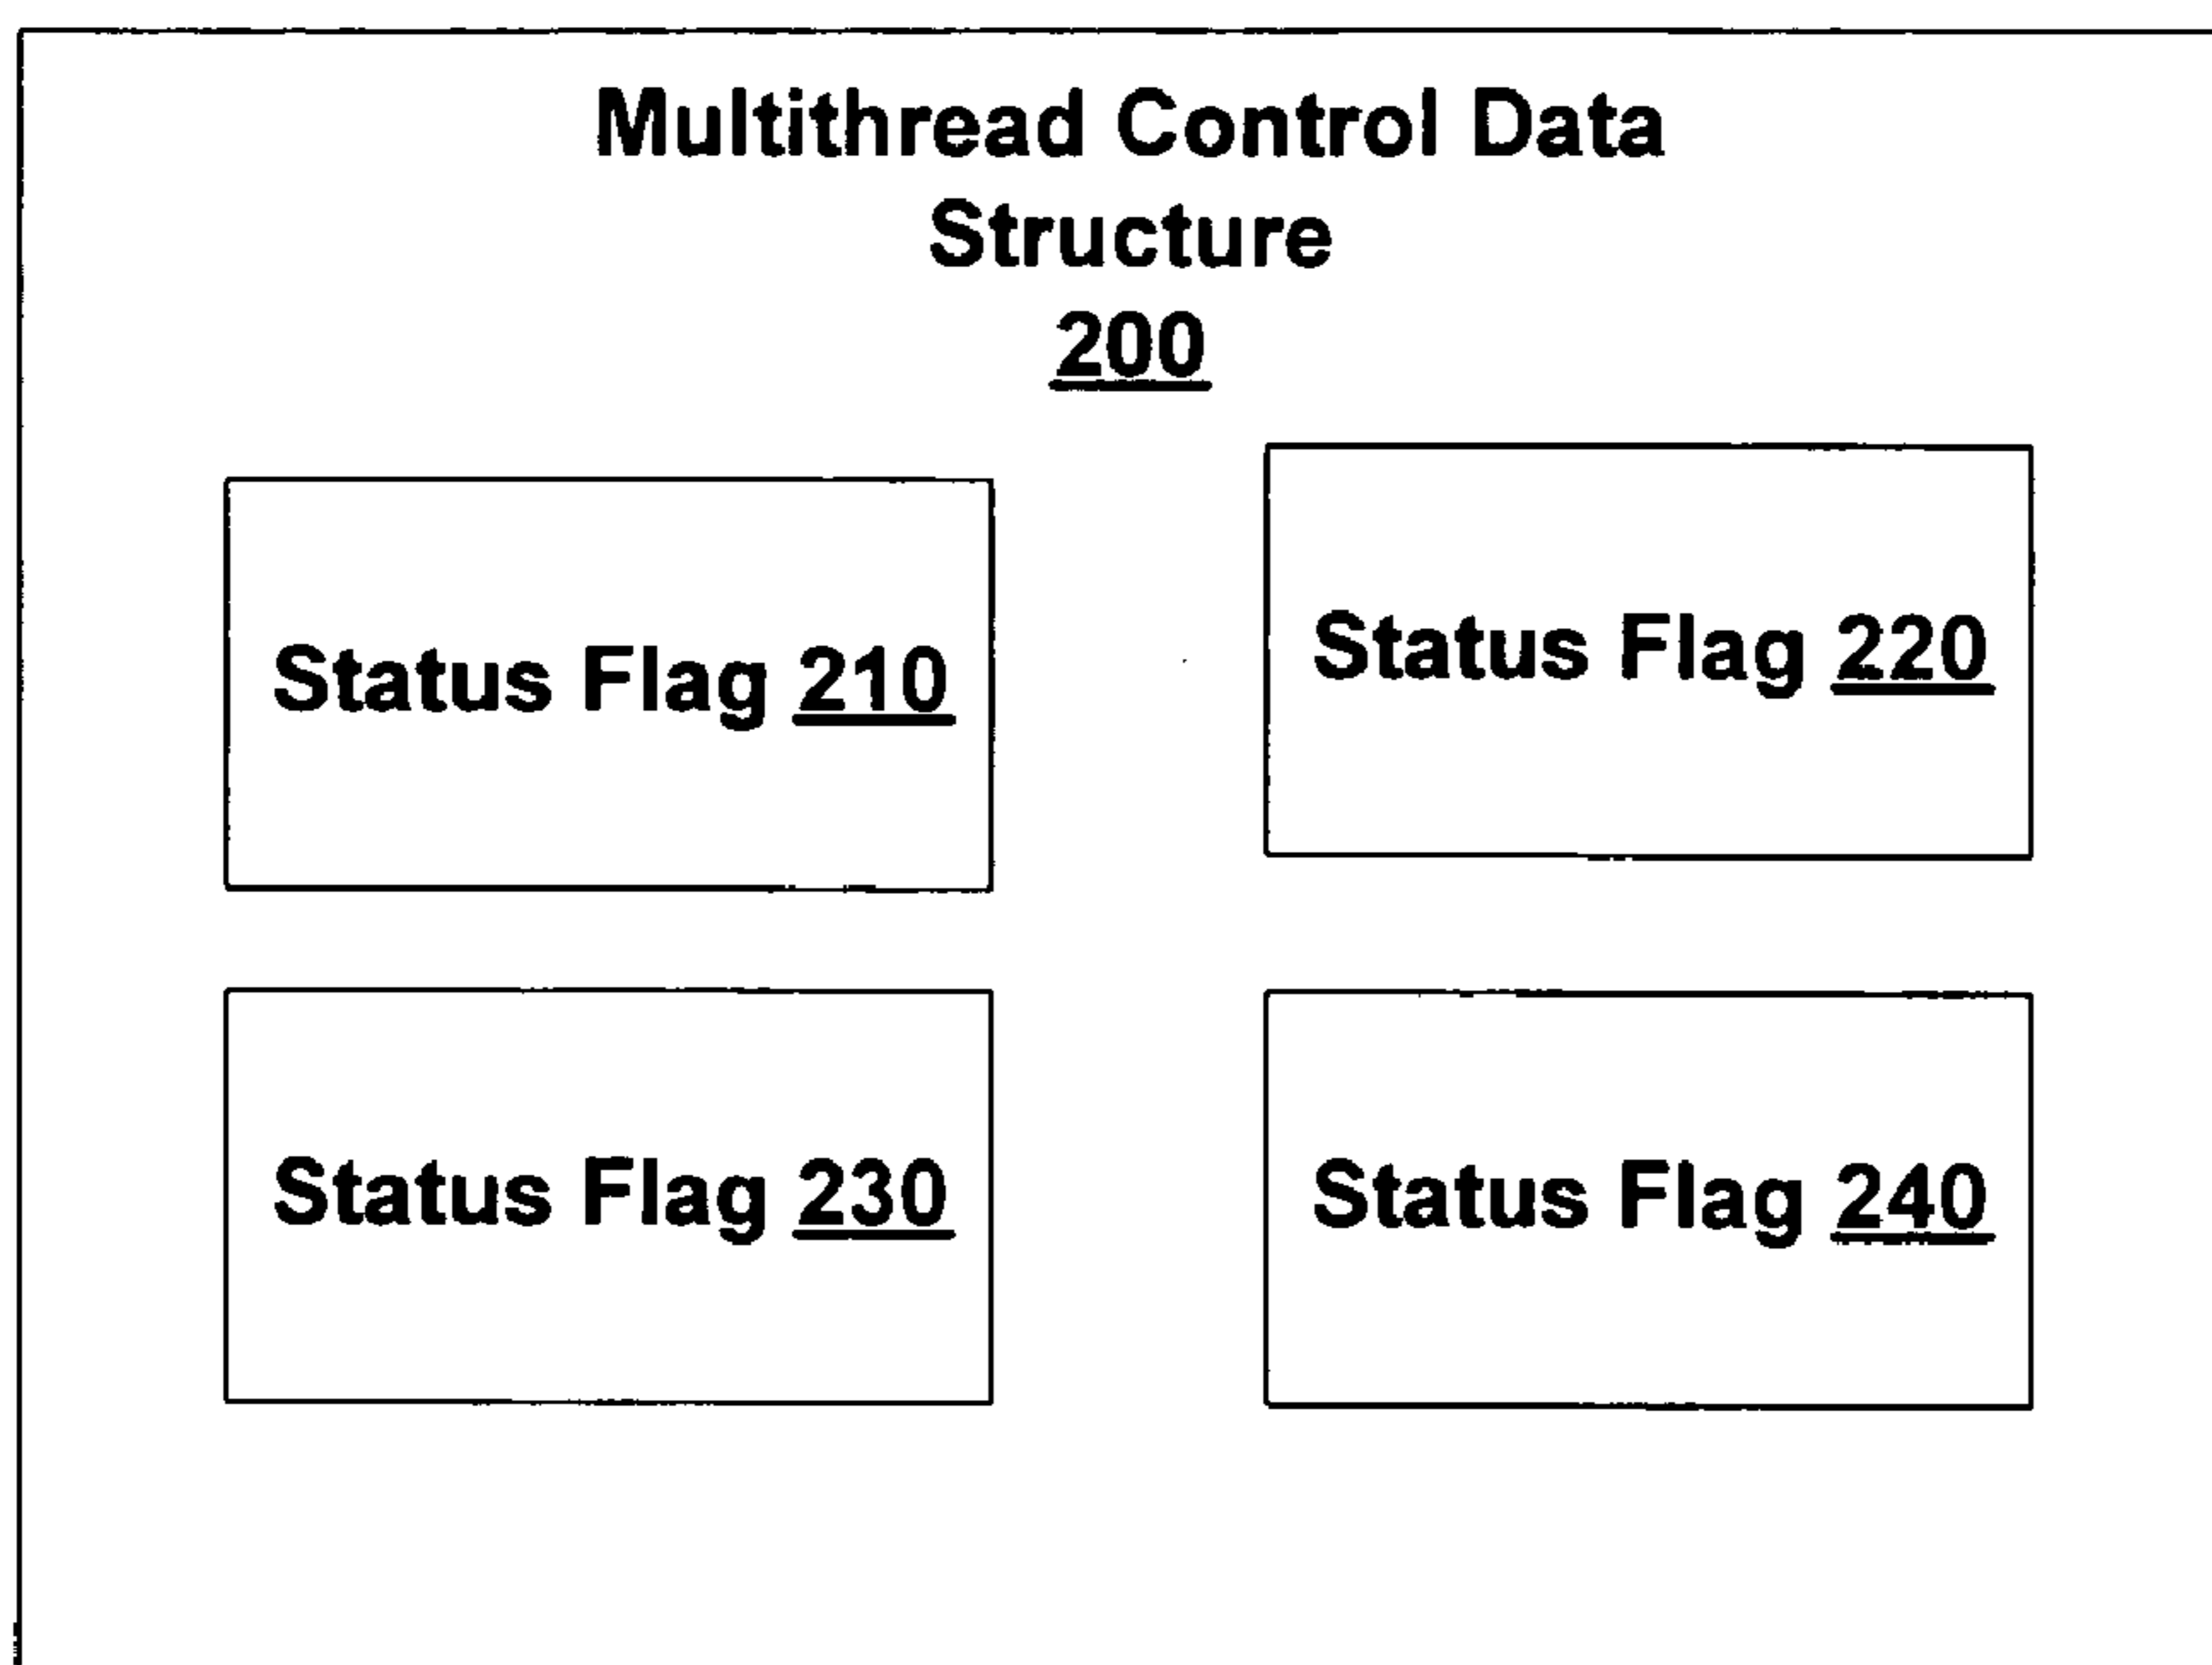 Multithread Control Data
Structure
200
Status Flag 210
Status Flag 220
Status Flag 230
Status Flag 240